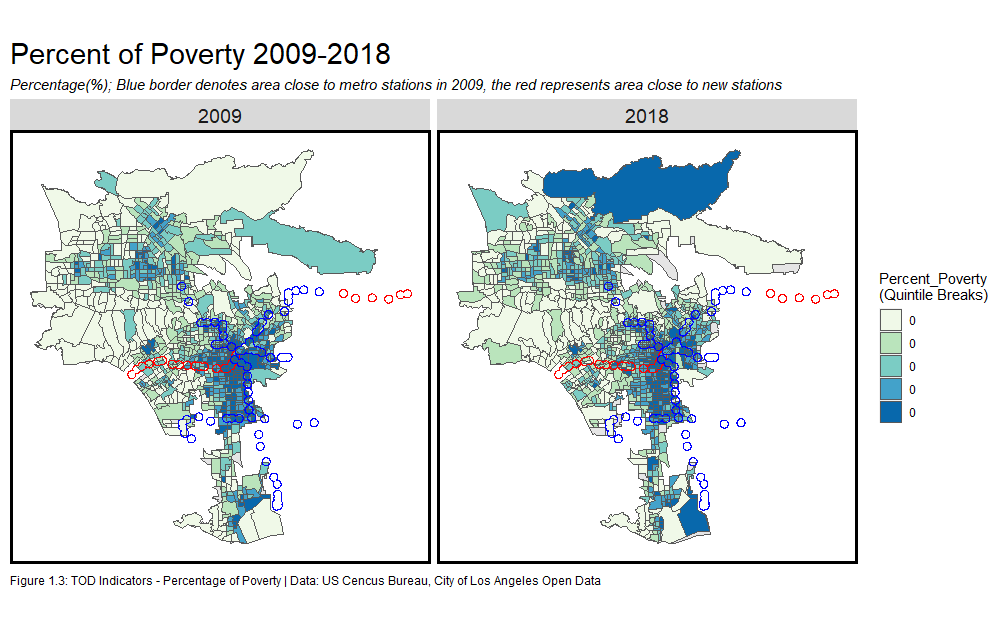 Percent of Poverty 2009-2018
Percentage(%); Blue border denotes area close to metro stations in 2009, the red represents area close to new stations
2009
2018
Percent_Poverty
(Quintile Breaks)
0
0
0
0
0
Figure 1.3: TOD Indicators - Percentage of Poverty | Data: US Cencus Bureau, City of Los Angeles Open Data